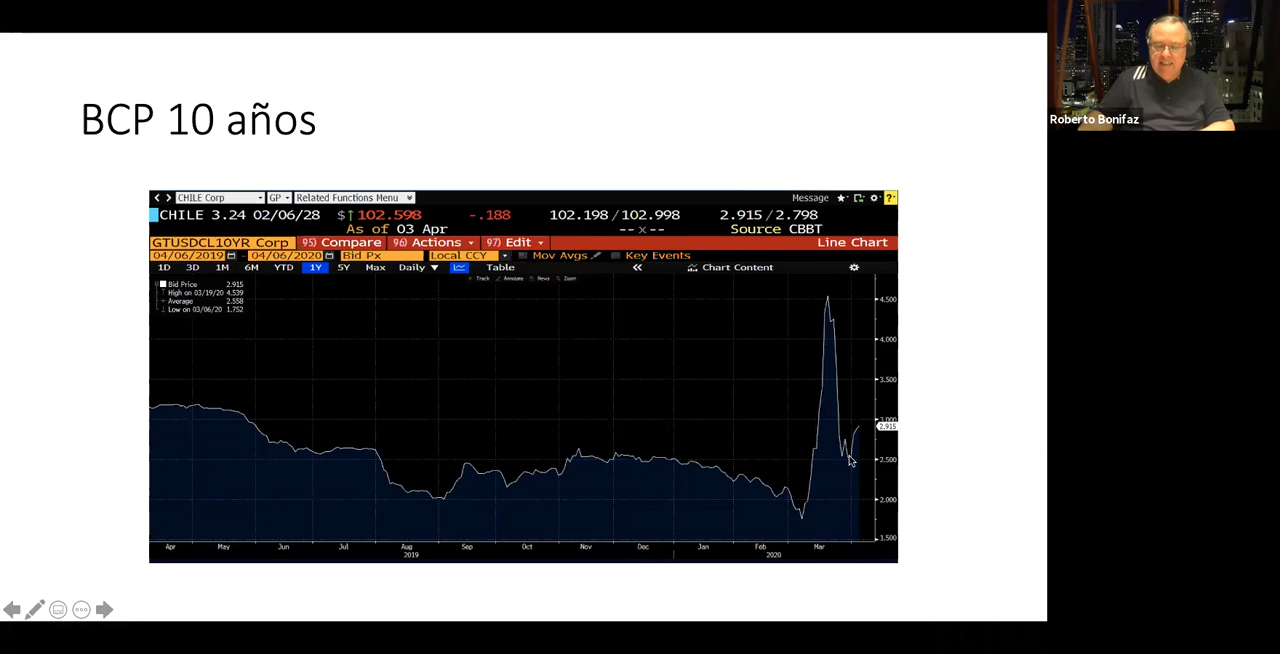 BCP 10 años
CHILE Corp GP Related Functions Menu Message ?
CHILE 3.24 02/06/28 $↑102.598 -.188 102.198/102.998 2.915/2.798
As of 03 Apr -- x -- Source CBBT
GTUSDCL10YR Corp 95) Compare 96) Actions 97) Edit Line Chart
04/06/2019 - 04/06/2020 Bid Px Local CCY Mov Avgs Key Events
1D 3D 1M 6M YTD 1Y 5Y Max Daily ▼ Table « Chart Content
Track Annotate News Zoom
Bid Price 2.915
High on 03/19/20 4.539
Average 2.558
Low on 03/06/20 1.752
4.500
4.000
3.500
3.000
2.915
2.500
2.000
1.500
Apr May Jun Jul Aug Sep Oct Nov Dec Jan Feb Mar
2019 2020
Roberto Bonifaz